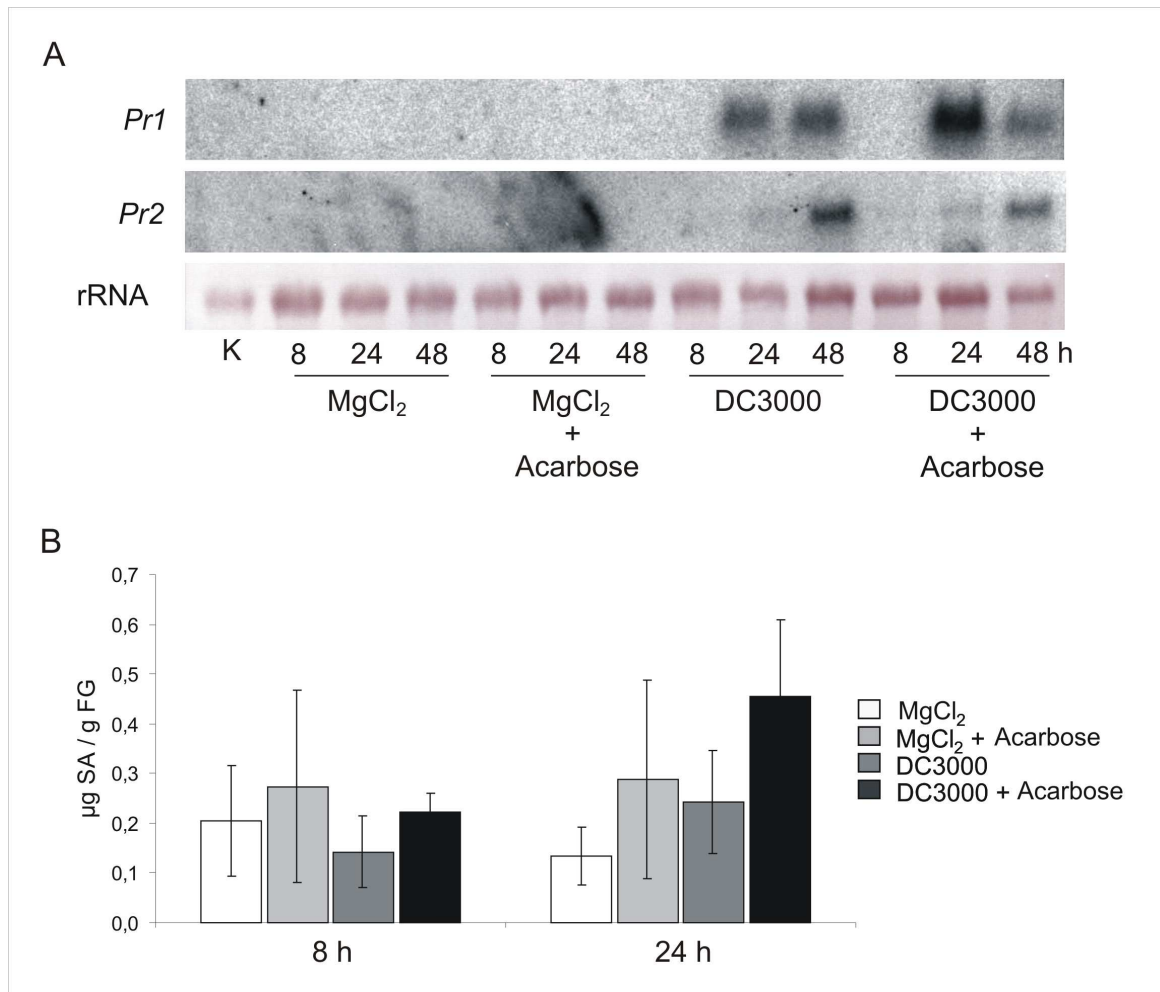 A
Pr1
Pr2
rRNA
K 8 24 48 8 24 48 8 24 48 8 24 48 h
MgCl₂ MgCl₂ DC3000 DC3000
+ +
Acarbose Acarbose
B
0,7
0,6
0,5
0,4
0,3
0,2
0,1
0,0
µg SA / g FG
8 h 24 h
MgCl₂
MgCl₂ + Acarbose
DC3000
DC3000 + Acarbose